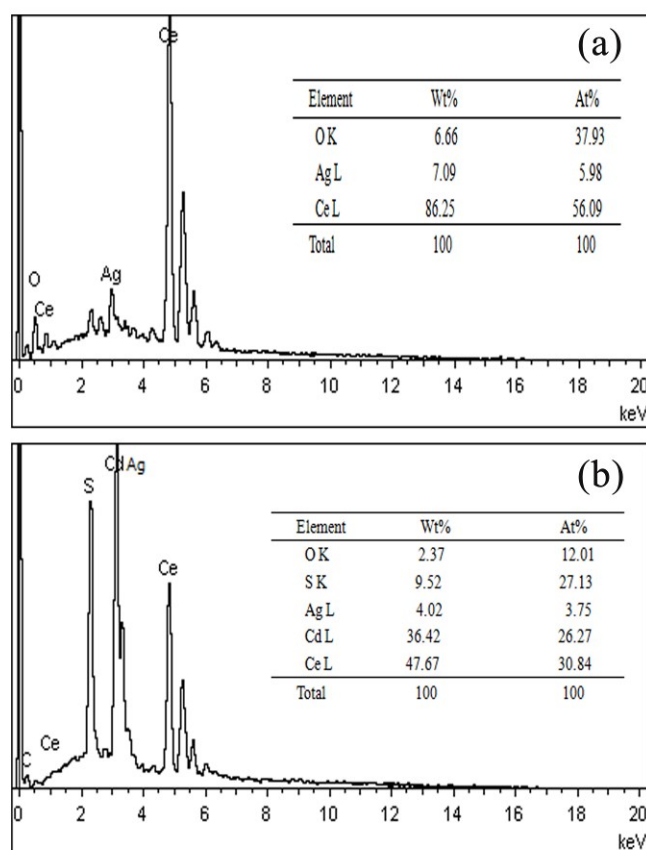 Ce
(a)
Element Wt% At%
O K 6.66 37.93
Ag L 7.09 5.98
Ce L 86.25 56.09
Total 100 100
O
Ag
Ce
0 2 4 6 8 10 12 14 16 18 20
keV
Cd Ag
(b)
S
Element Wt% At%
O K 2.37 12.01
S K 9.52 27.13
Ag L 4.02 3.75
Cd L 36.42 26.27
Ce L 47.67 30.84
Total 100 100
Ce
Ce
C
0 2 4 6 8 10 12 14 16 18 20
keV